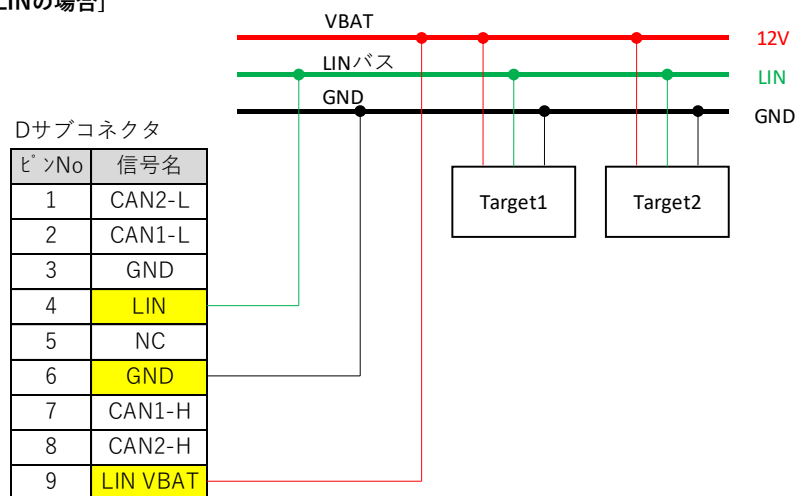 LINの場合]
VBAT
12V
LINバス
LIN
GND
GND
Dサブコネクタ
ピンNo 信号名
1 CAN2-L
2 CAN1-L
3 GND
4 LIN
5 NC
6 GND
7 CAN1-H
8 CAN2-H
9 LIN VBAT
Target1 Target2